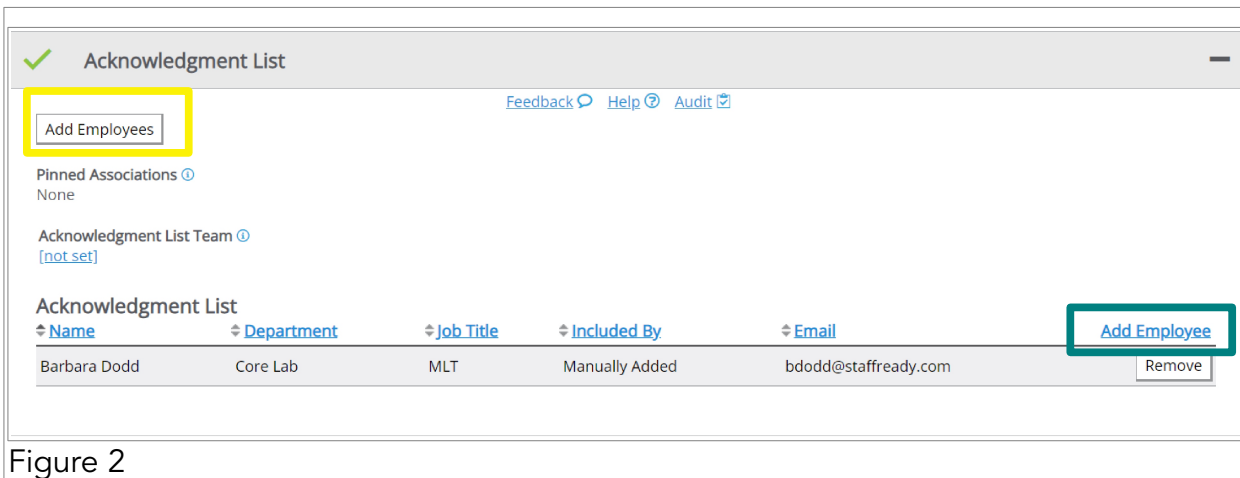 Acknowledgment List
Feedback Help Audit
Add Employees
Pinned Associations
None
Acknowledgment List Team
[not set]
Acknowledgment List
Name Department Job Title Included By Email Add Employee
Barbara Dodd Core Lab MLT Manually Added bdodd@staffready.com Remove
Figure 2